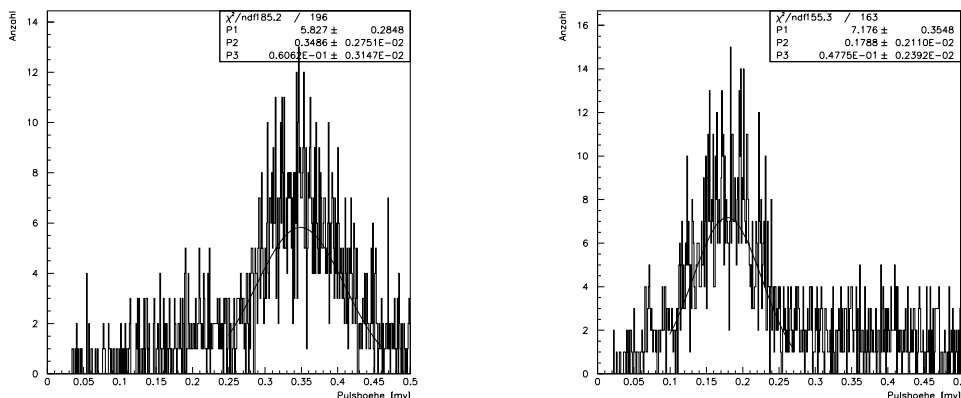 Anzahl
χ²/ndf185.2 / 196
P1 5.827 ± 0.2848
P2 0.3486 ± 0.2751E-02
P3 0.6062E-01 ± 0.3147E-02
14
12
10
8
6
4
2
0
0 0.05 0.1 0.15 0.2 0.25 0.3 0.35 0.4 0.45 0.5
Pulshoehe [mv]
Anzahl
χ²/ndf155.3 / 163
P1 7.176 ± 0.3548
P2 0.1788 ± 0.2110E-02
P3 0.4775E-01 ± 0.2392E-02
16
14
12
10
8
6
4
2
0
0 0.05 0.1 0.15 0.2 0.25 0.3 0.35 0.4 0.45 0.5
Pulshoehe [mv]